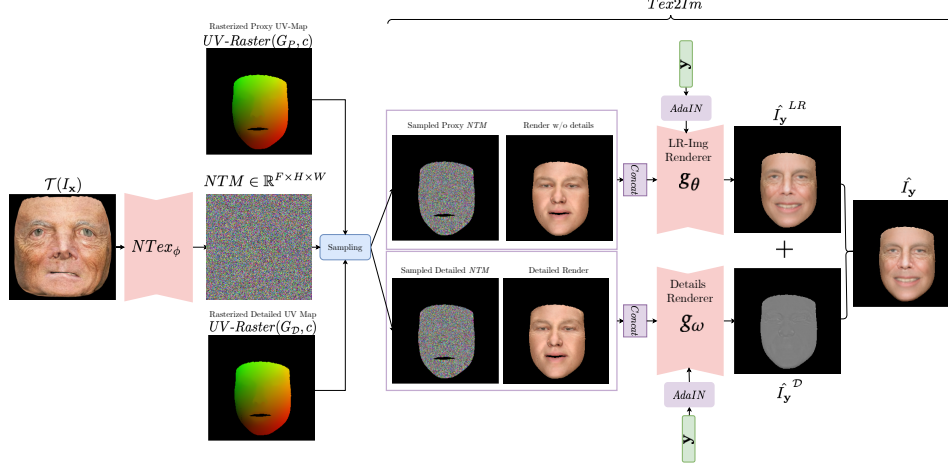 Tex2Im
Rasterized Proxy UV-Map
UV-Raster(G_P, c)
y
AdaIN
Sampled Proxy NTM
Render w/o details
LR-Img
Renderer
g_θ
Concat
Î_y^{LR}
T(I_x)
NTex_ϕ
NTM ∈ ℝ^{F×H×W}
Sampling
Î_y
+
Rasterized Detailed UV Map
UV-Raster(G_D, c)
Sampled Detailed NTM
Detailed Render
Concat
Details
Renderer
g_ω
Î_y^D
AdaIN
y